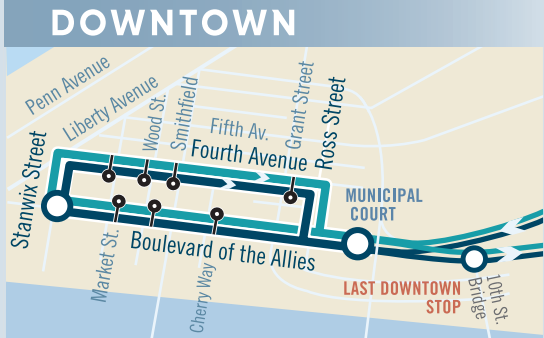 DOWNTOWN
Penn Avenue
Liberty Avenue
Wood St.
Smithfield
Fifth Av.
Grant Street
Ross Street
Fourth Avenue
Stanwix Street
MUNICIPAL
COURT
Boulevard of the Allies
Market St.
Cherry Way
LAST DOWNTOWN
STOP
10th St.
Bridge